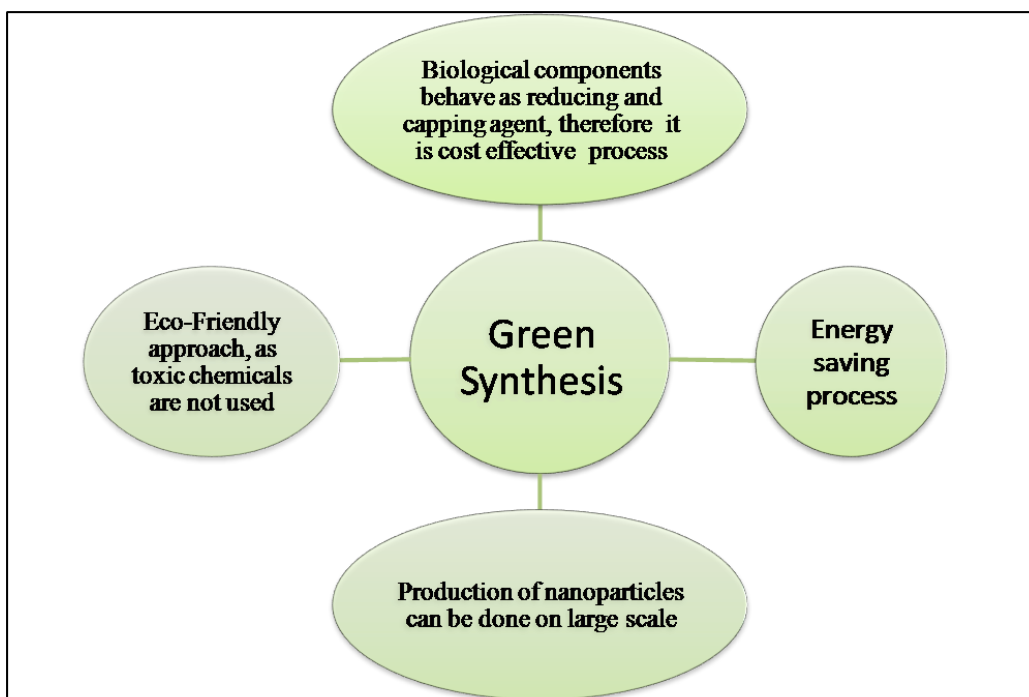 Biological components
behave as reducing and
capping agent, therefore it
is cost effective process
Eco-Friendly
approach, as
toxic chemicals
are not used
Green
Synthesis
Energy
saving
process
Production of nanoparticles
can be done on large scale